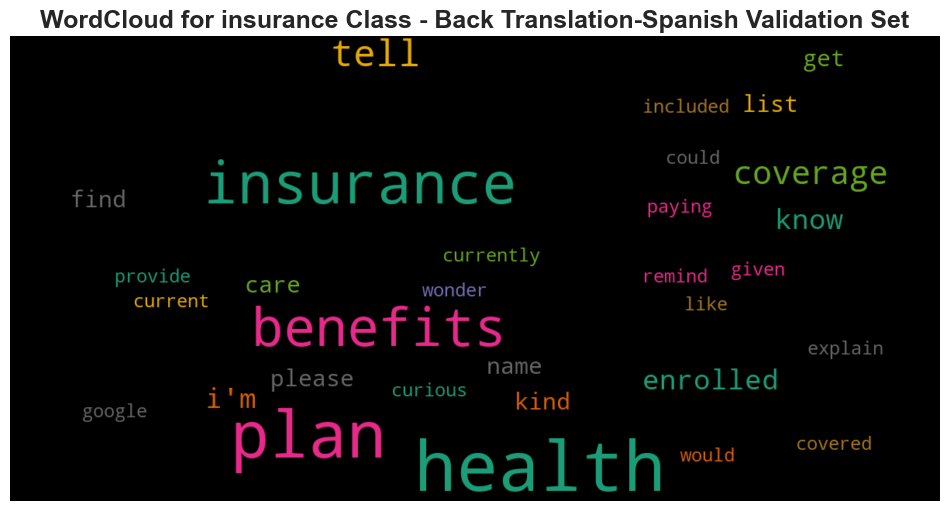 WordCloud for insurance Class - Back Translation-Spanish Validation Set
tell
get
included list
could
insurance
coverage
find
paying
know
currently
provide
care
wonder
remind
given
current
like
benefits
explain
name
please
enrolled
curious
i'm
kind
google
plan
health
would
covered